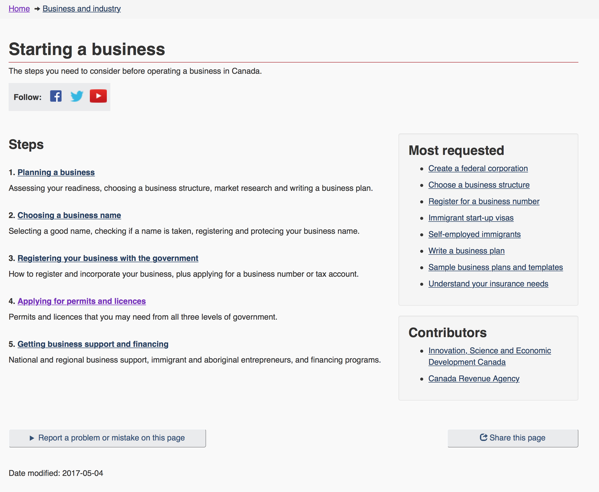 Home → Business and industry
Starting a business
The steps you need to consider before operating a business in Canada.
Follow:
Steps
1. Planning a business
Assessing your readiness, choosing a business structure, market research and writing a business plan.
2. Choosing a business name
Selecting a good name, checking if a name is taken, registering and protecing your business name.
3. Registering your business with the government
How to register and incorporate your business, plus applying for a business number or tax account.
4. Applying for permits and licences
Permits and licences that you may need from all three levels of government.
5. Getting business support and financing
National and regional business support, immigrant and aboriginal entrepreneurs, and financing programs.
Most requested
• Create a federal corporation
• Choose a business structure
• Register for a business number
• Immigrant start-up visas
• Self-employed immigrants
• Write a business plan
• Sample business plans and templates
• Understand your insurance needs
Contributors
• Innovation, Science and Economic
Development Canada
• Canada Revenue Agency
► Report a problem or mistake on this page
Share this page
Date modified: 2017-05-04